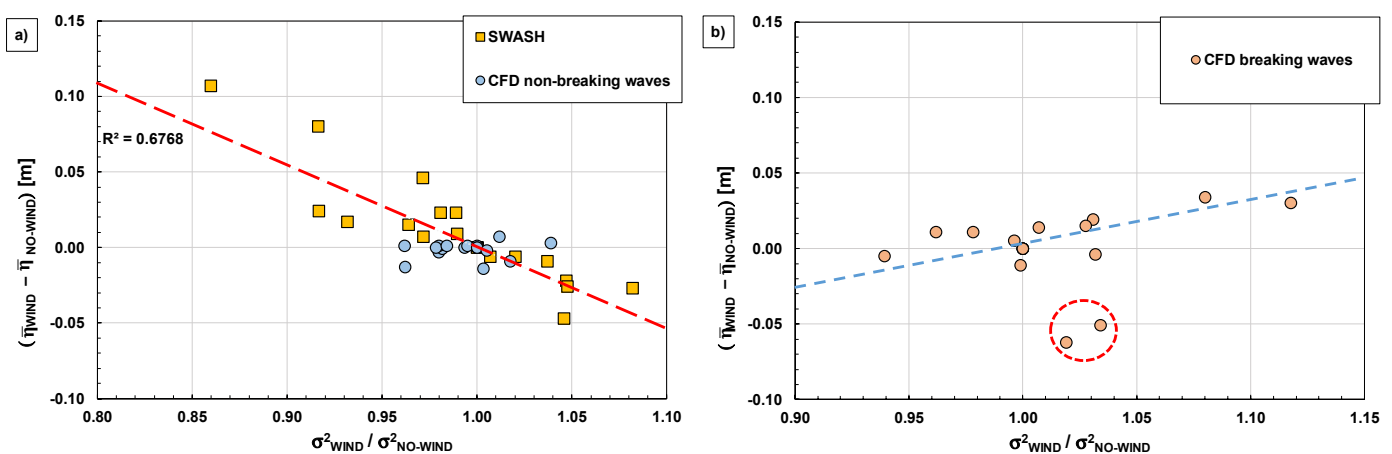 a)
0.15
0.10
0.05
0.00
-0.05
-0.10
( η̅WIND − η̅ NO-WIND) [m]
SWASH
CFD non-breaking waves
R² = 0.6768
0.80 0.90 0.95 1.00 1.05 1.10
σ²WIND / σ²NO-WIND
b)
0.15
0.10
0.05
0.00
-0.05
-0.10
( η̅WIND − η̅NO-WIND) [m]
CFD breaking waves
0.90 0.95 1.00 1.05 1.10 1.15
σ²WIND / σ²NO-WIND